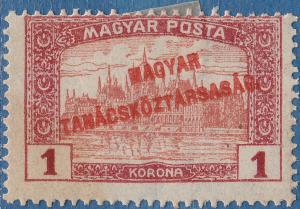 MAGYAR POSTA
MAGYAR
TANÁCSKÖZTÁRSASÁG.
1 1
KORONA